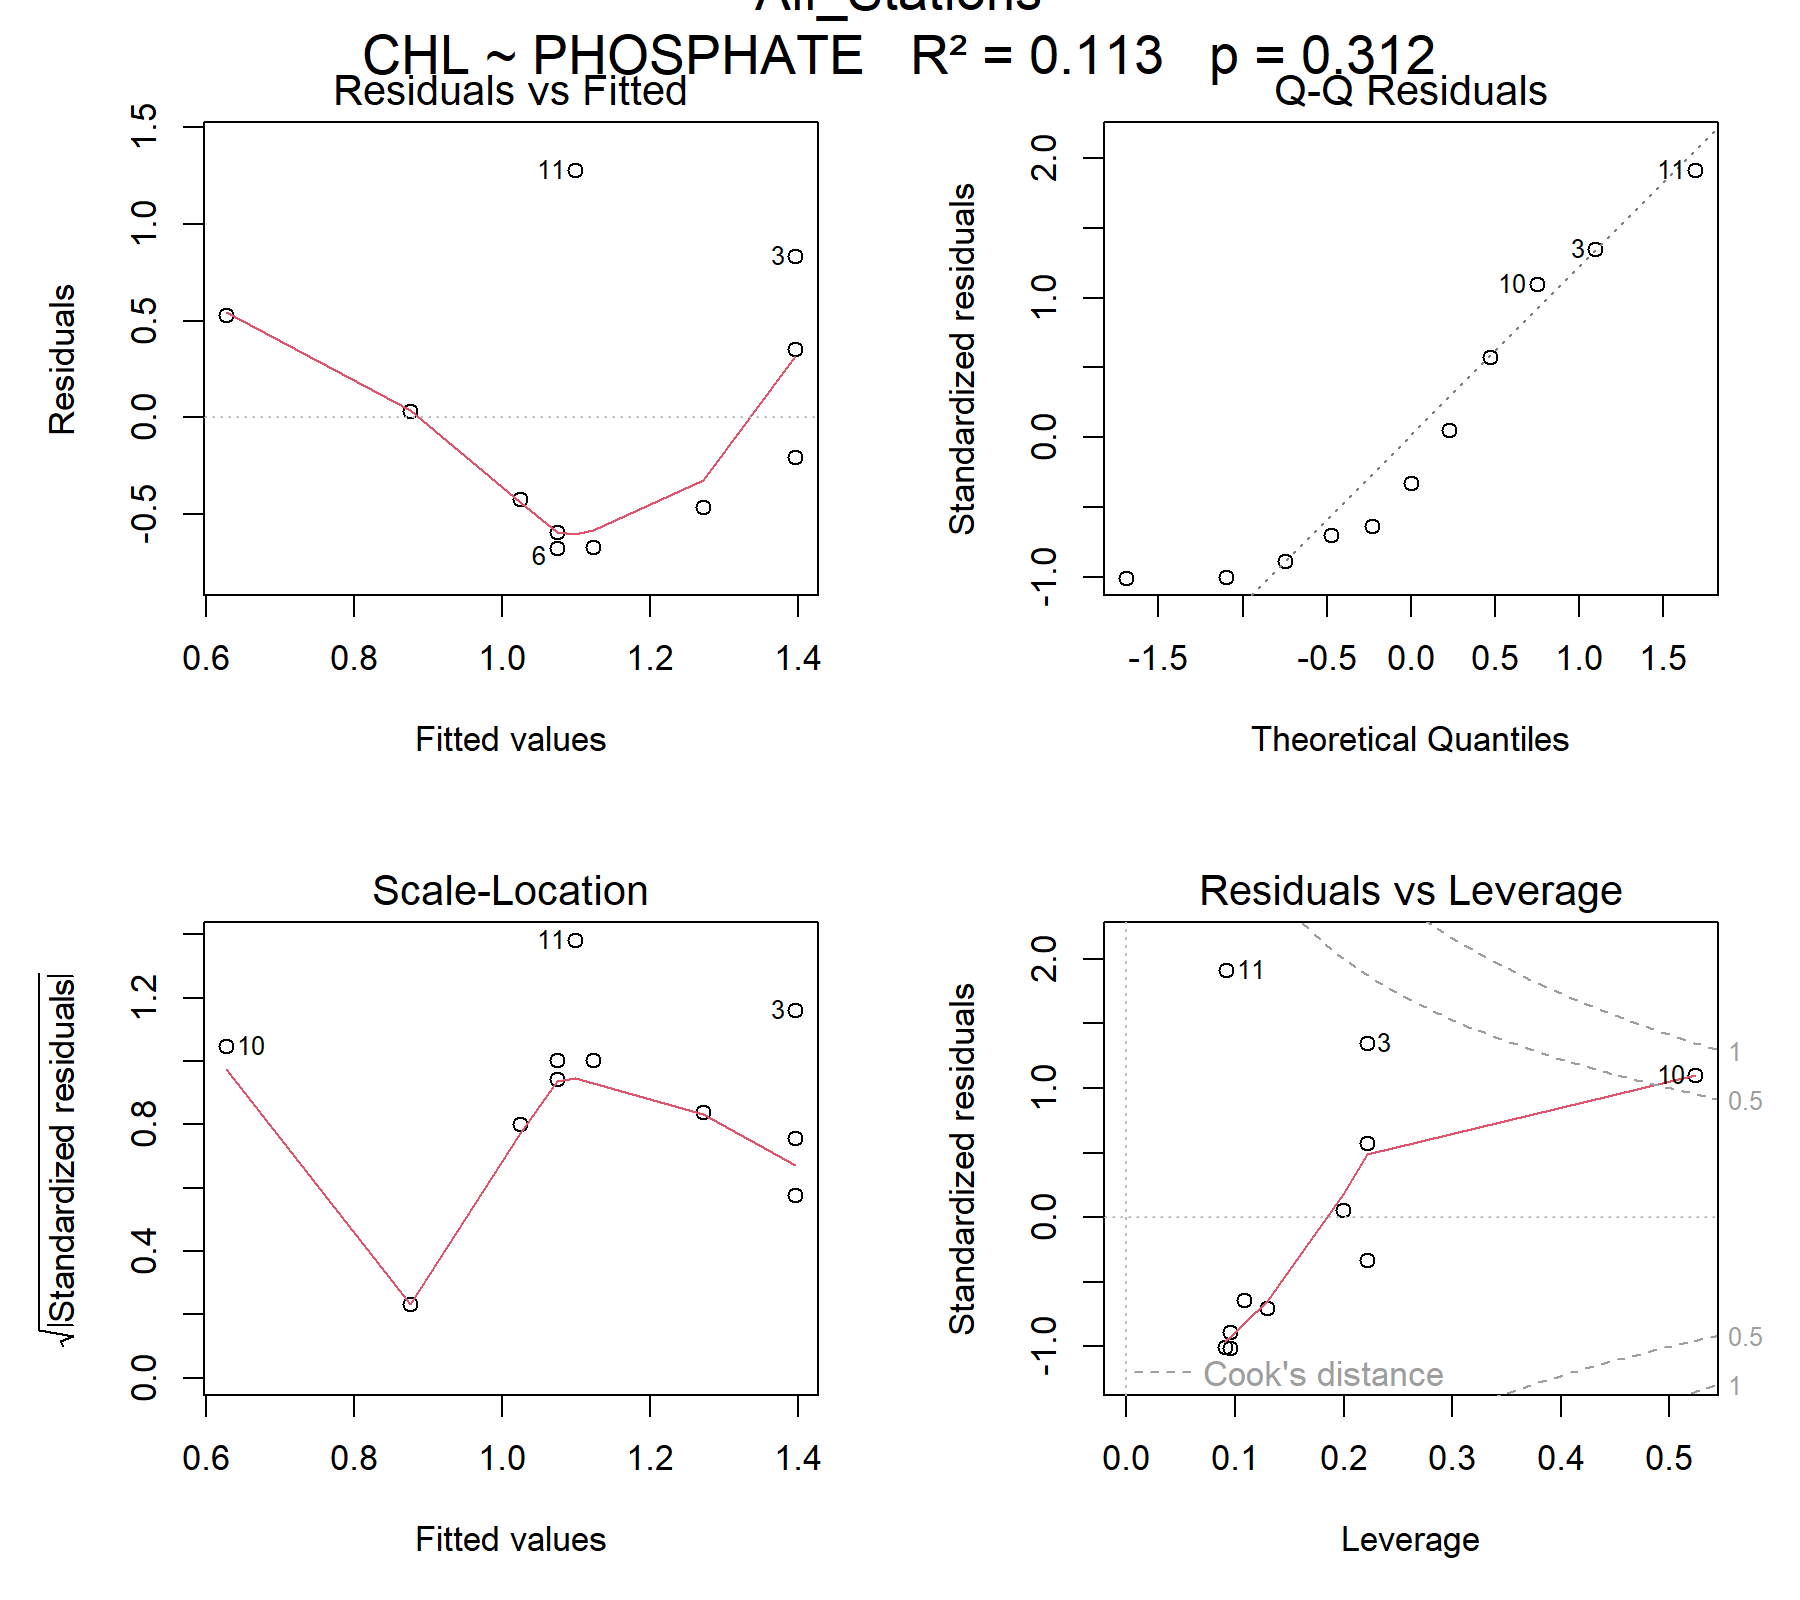 All_Stations
CHL ~ PHOSPHATE R² = 0.113 p = 0.312
Residuals vs Fitted
Residuals
1.5
1.0
0.5
0.0
-0.5
11
3
6
0.6 0.8 1.0 1.2 1.4
Fitted values
Q-Q Residuals
Standardized residuals
2.0
1.0
0.0
-1.0
11
3
10
-1.5 -0.5 0.0 0.5 1.0 1.5
Theoretical Quantiles
Scale-Location
√|Standardized residuals|
1.2
0.8
0.4
0.0
11
3
10
0.6 0.8 1.0 1.2 1.4
Fitted values
Residuals vs Leverage
Standardized residuals
2.0
1.0
0.0
-1.0
11
3
10
1
0.5
0.5
1
Cook's distance
0.0 0.1 0.2 0.3 0.4 0.5
Leverage